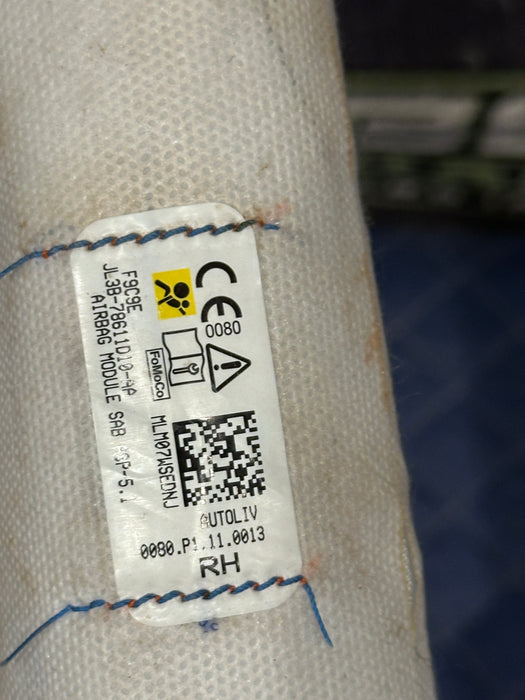 F9C9E
JL3B-78611D10-AA
AIRBAG MODULE SAB
CE
0080
FoMoCo
MLM07WSEDNJ
AUTOLIV
0080.P1.11.0013
RH